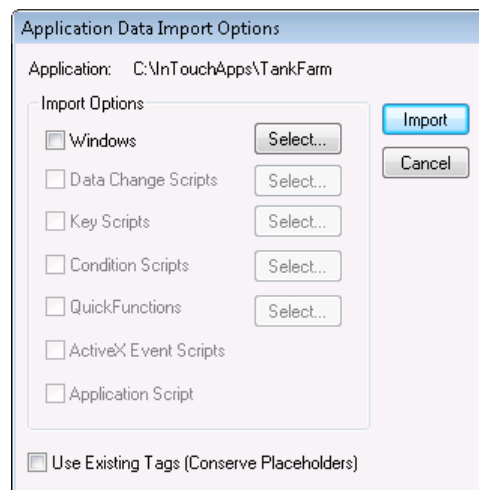 Application Data Import Options
Application: C:\InTouchApps\TankFarm
Import Options
Windows Select...
Data Change Scripts Select...
Key Scripts Select...
Condition Scripts Select...
QuickFunctions Select...
ActiveX Event Scripts
Application Script
Import
Cancel
Use Existing Tags (Conserve Placeholders)